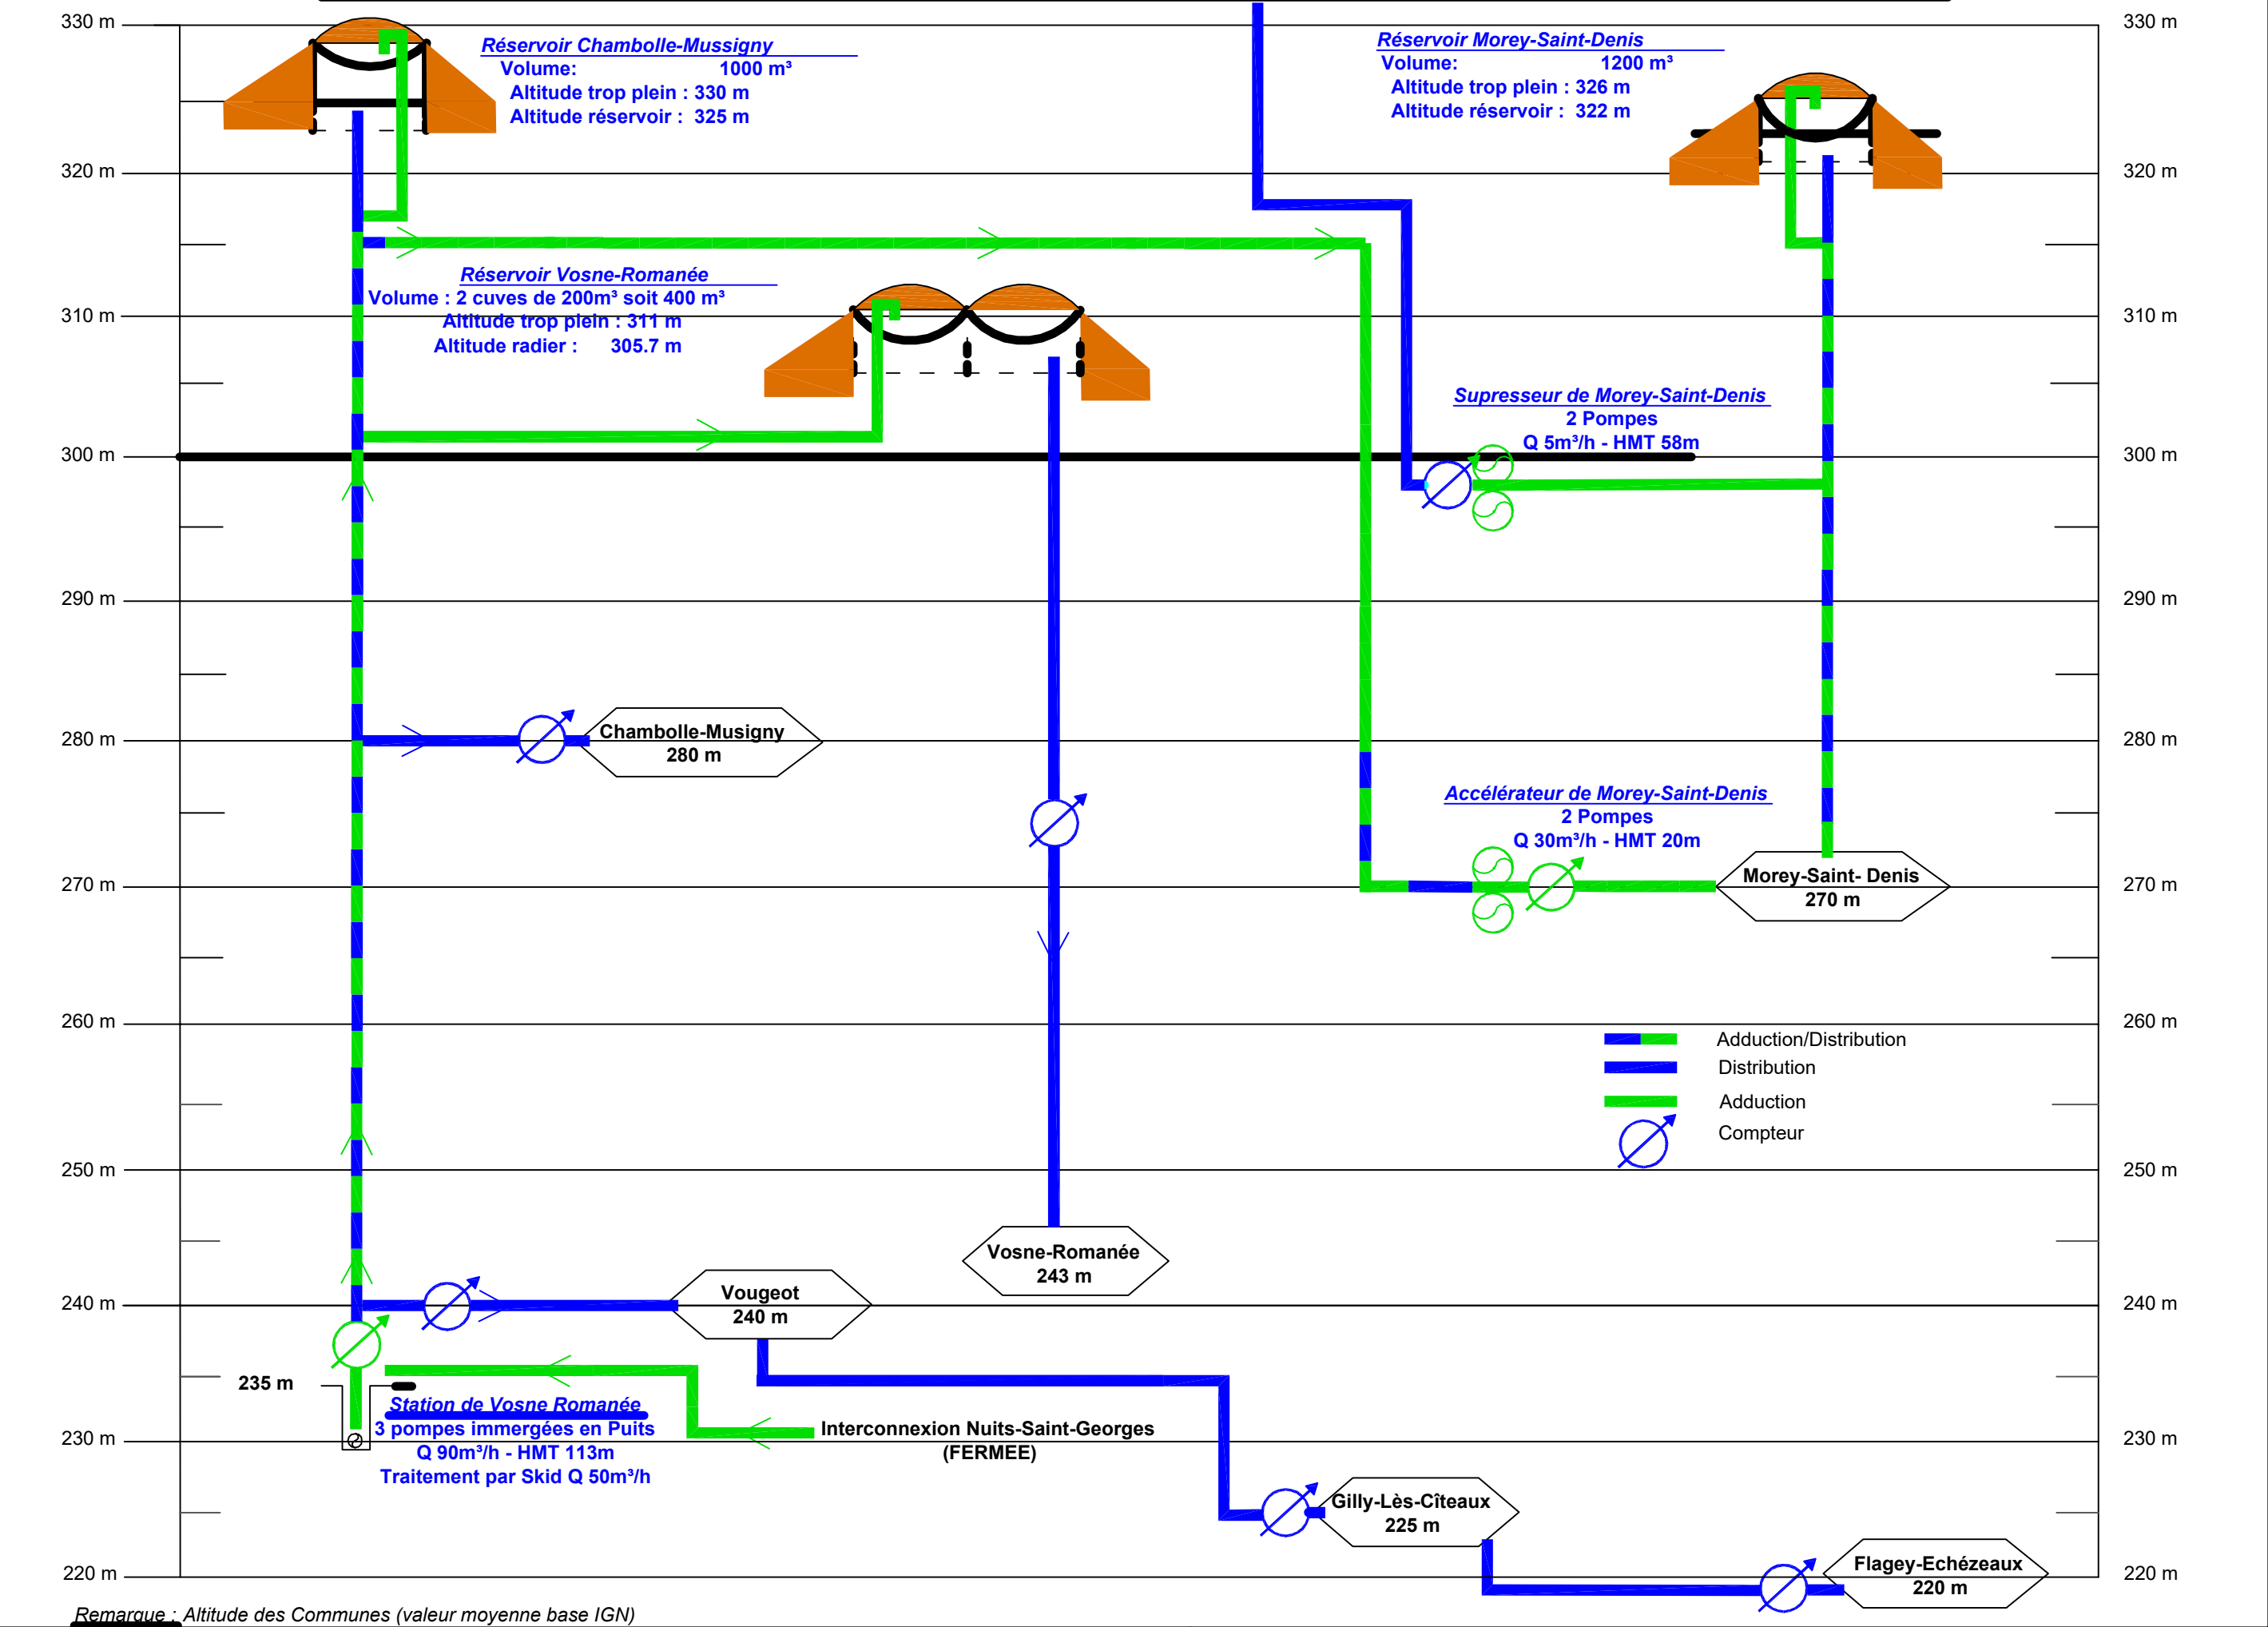 330 m
330 m
Réservoir Chambolle-Mussigny
Volume: 1000 m³
Altitude trop plein : 330 m
Altitude réservoir : 325 m
Réservoir Morey-Saint-Denis
Volume: 1200 m³
Altitude trop plein : 326 m
Altitude réservoir : 322 m
320 m
320 m
Réservoir Vosne-Romanée
Volume : 2 cuves de 200m³ soit 400 m³
Altitude trop plein : 311 m
Altitude radier : 305.7 m
310 m
310 m
Supresseur de Morey-Saint-Denis
2 Pompes
Q 5m³/h - HMT 58m
300 m
300 m
290 m
290 m
Chambolle-Musigny
280 m
280 m
280 m
Accélérateur de Morey-Saint-Denis
2 Pompes
Q 30m³/h - HMT 20m
Morey-Saint- Denis
270 m
270 m
270 m
260 m
260 m
Adduction/Distribution
Distribution
Adduction
Compteur
250 m
250 m
Vosne-Romanée
243 m
Vougeot
240 m
240 m
240 m
235 m
Station de Vosne Romanée
3 pompes immergées en Puits
Q 90m³/h - HMT 113m
Traitement par Skid Q 50m³/h
Interconnexion Nuits-Saint-Georges
(FERMEE)
230 m
230 m
Gilly-Lès-Cîteaux
225 m
Flagey-Echézeaux
220 m
220 m
220 m
Remarque : Altitude des Communes (valeur moyenne base IGN)